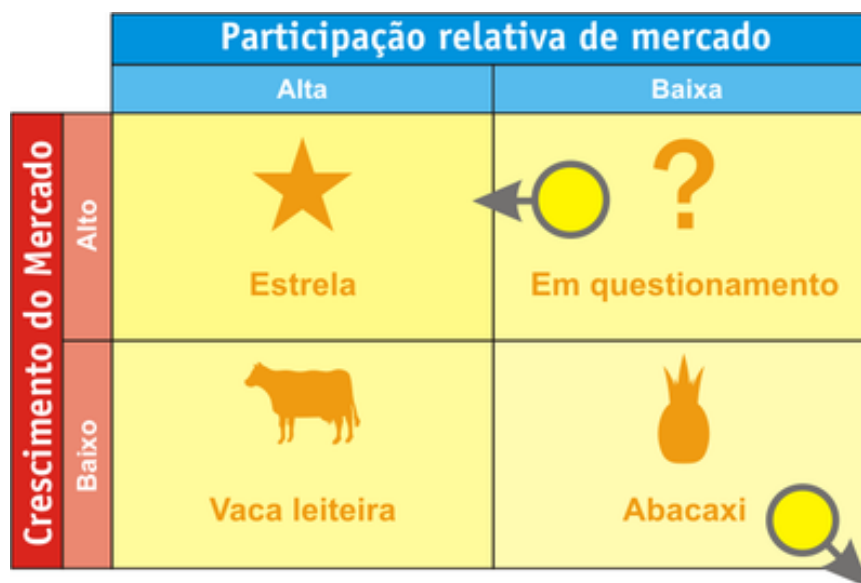 Participação relativa de mercado
Alta
Baixa
Crescimento do Mercado
Alto
Estrela
?
Em questionamento
Baixo
Vaca leiteira
Abacaxi